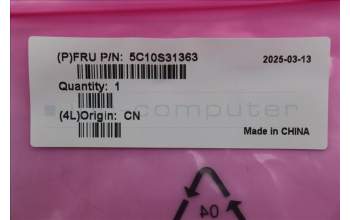 (P)FRU P/N: 5C10S31363
2025-03-13
Quantity: 1
computer
(4L)Origin: CN
Made in CHINA
04